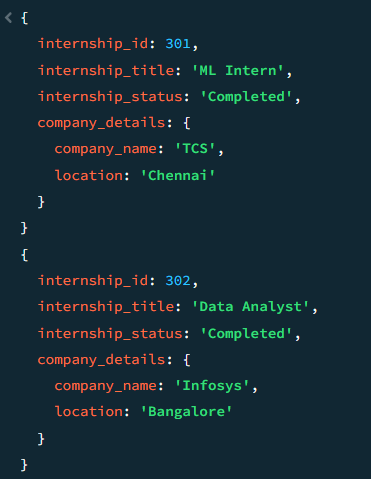 {
  internship_id: 301,
  internship_title: 'ML Intern',
  internship_status: 'Completed',
  company_details: {
    company_name: 'TCS',
    location: 'Chennai'
  }
}
{
  internship_id: 302,
  internship_title: 'Data Analyst',
  internship_status: 'Completed',
  company_details: {
    company_name: 'Infosys',
    location: 'Bangalore'
  }
}